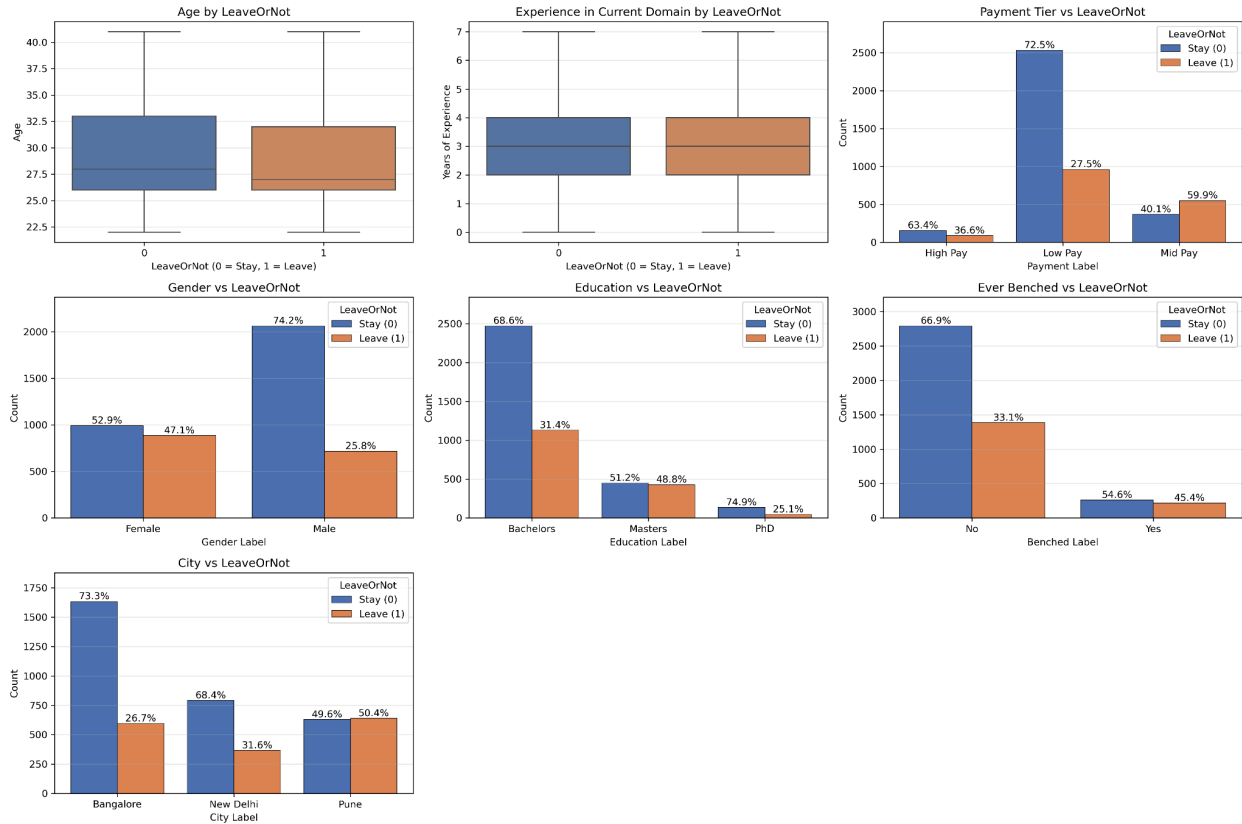 Age by LeaveOrNot
Age
40.0
37.5
35.0
32.5
30.0
27.5
25.0
22.5
0
1
LeaveOrNot (0 = Stay, 1 = Leave)
Experience in Current Domain by LeaveOrNot
Years of Experience
7
6
5
4
3
2
1
0
0
1
LeaveOrNot (0 = Stay, 1 = Leave)
Payment Tier vs LeaveOrNot
LeaveOrNot
Stay (0)
Leave (1)
Count
2500
2000
1500
1000
500
0
63.4%
36.6%
72.5%
27.5%
40.1%
59.9%
High Pay
Low Pay
Mid Pay
Payment Label
Gender vs LeaveOrNot
LeaveOrNot
Stay (0)
Leave (1)
Count
2000
1500
1000
500
0
52.9%
47.1%
74.2%
25.8%
Female
Male
Gender Label
Education vs LeaveOrNot
LeaveOrNot
Stay (0)
Leave (1)
Count
2500
2000
1500
1000
500
0
68.6%
31.4%
51.2%
48.8%
74.9%
25.1%
Bachelors
Masters
PhD
Education Label
Ever Benched vs LeaveOrNot
LeaveOrNot
Stay (0)
Leave (1)
Count
3000
2500
2000
1500
1000
500
0
66.9%
33.1%
54.6%
45.4%
No
Yes
Benched Label
City vs LeaveOrNot
LeaveOrNot
Stay (0)
Leave (1)
Count
1750
1500
1250
1000
750
500
250
0
73.3%
26.7%
68.4%
31.6%
49.6%
50.4%
Bangalore
New Delhi
Pune
City Label